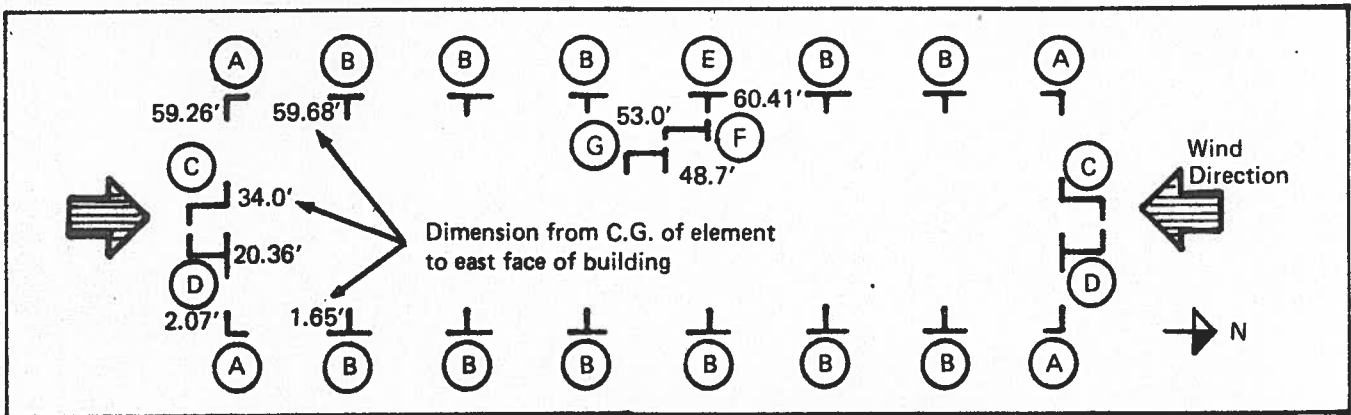 A B B B E B B A
59.26' 59.68' 53.0' 60.41'
G F
48.7'
C C
34.0'
Wind
Direction
Dimension from C.G. of element
to east face of building
20.36'
D D
2.07' 1.65'
N
A B B B B B B A